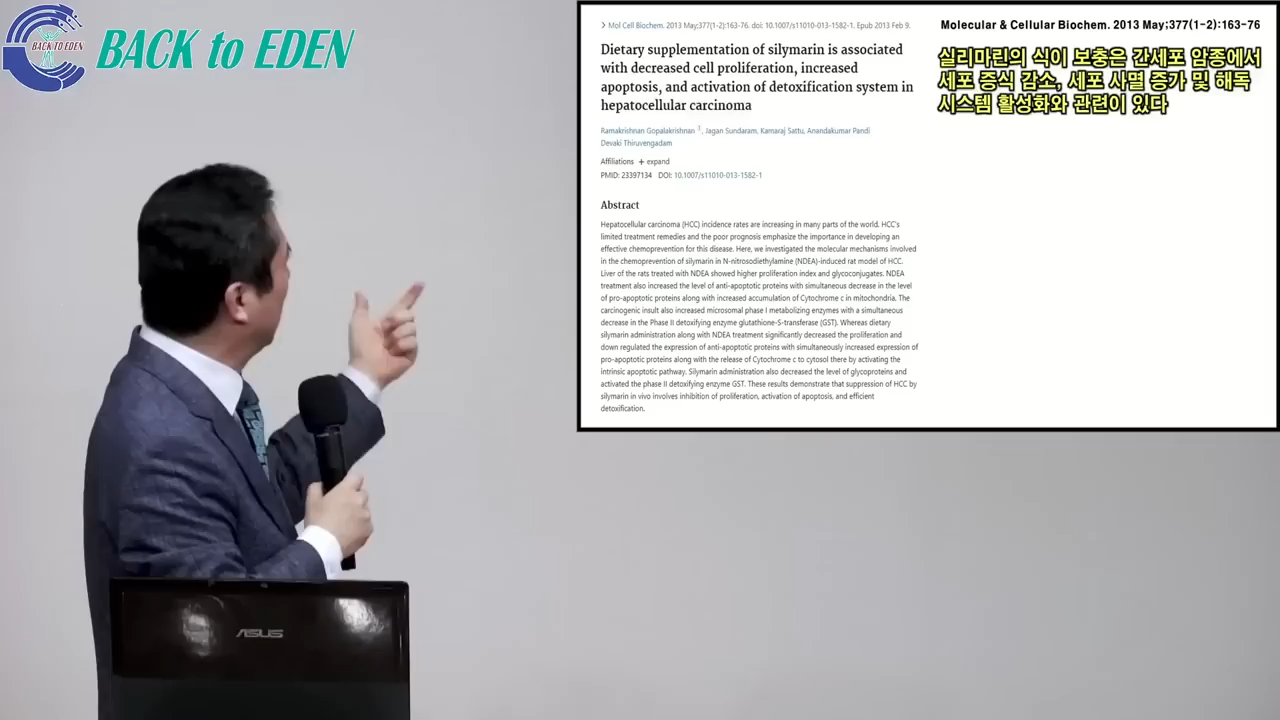 BACK TO EDEN
BACK to EDEN
Mol Cell Biochem. 2013 May;377(1-2):163-76. doi: 10.1007/s11010-013-1582-1. Epub 2013 Feb 9.
Dietary supplementation of silymarin is associated
with decreased cell proliferation, increased
apoptosis, and activation of detoxification system in
hepatocellular carcinoma
Ramakrishnan Gopalakrishnan 1, Jagan Sundaram, Kamaraj Sattu, Anandakumar Pandi
Devaki Thiruvengadam
Affiliations + expand
PMID: 23397134 DOI: 10.1007/s11010-013-1582-1
Abstract
Hepatocellular carcinoma (HCC) incidence rates are increasing in many parts of the world. HCC's
limited treatment remedies and the poor prognosis emphasize the importance in developing an
effective chemoprevention for this disease. Here, we investigated the molecular mechanisms involved
in the chemoprevention of silymarin in N-nitrosodiethylamine (NDEA)-induced rat model of HCC.
Liver of the rats treated with NDEA showed higher proliferation index and glycoconjugates. NDEA
treatment also increased the level of anti-apoptotic proteins with simultaneous decrease in the level
of pro-apoptotic proteins along with increased accumulation of Cytochrome c in mitochondria. The
carcinogenic insult also increased microsomal phase I metabolizing enzymes with a simultaneous
decrease in the Phase II detoxifying enzyme glutathione-S-transferase (GST). Whereas dietary
silymarin administration along with NDEA treatment significantly decreased the proliferation and
down regulated the expression of anti-apoptotic proteins with simultaneously increased expression of
pro-apoptotic proteins along with the release of Cytochrome c to cytosol there by activating the
intrinsic apoptotic pathway. Silymarin administration also decreased the level of glycoproteins and
activated the phase II detoxifying enzyme GST. These results demonstrate that suppression of HCC by
silymarin in vivo involves inhibition of proliferation, activation of apoptosis, and efficient
detoxification.
Molecular & Cellular Biochem. 2013 May;377(1-2):163-76
실리마린의 식이 보충은 간세포 암종에서
세포 증식 감소, 세포 사멸 증가 및 해독
시스템 활성화와 관련이 있다
ASUS